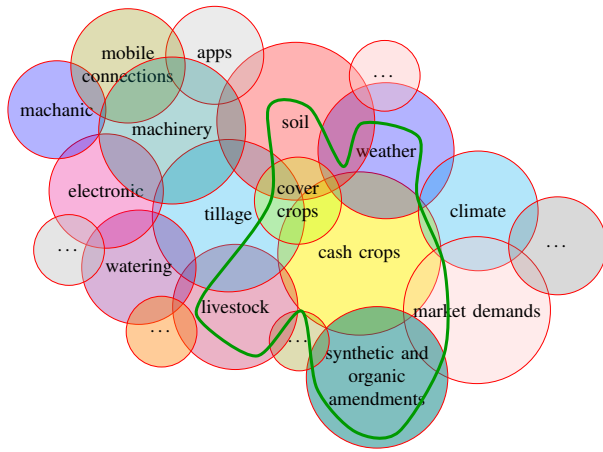 mobile
connections
apps
...
machanic
machinery
soil
weather
electronic
tillage
cover
crops
climate
...
watering
cash crops
...
livestock
market demands
...
...
synthetic and
organic
amendments